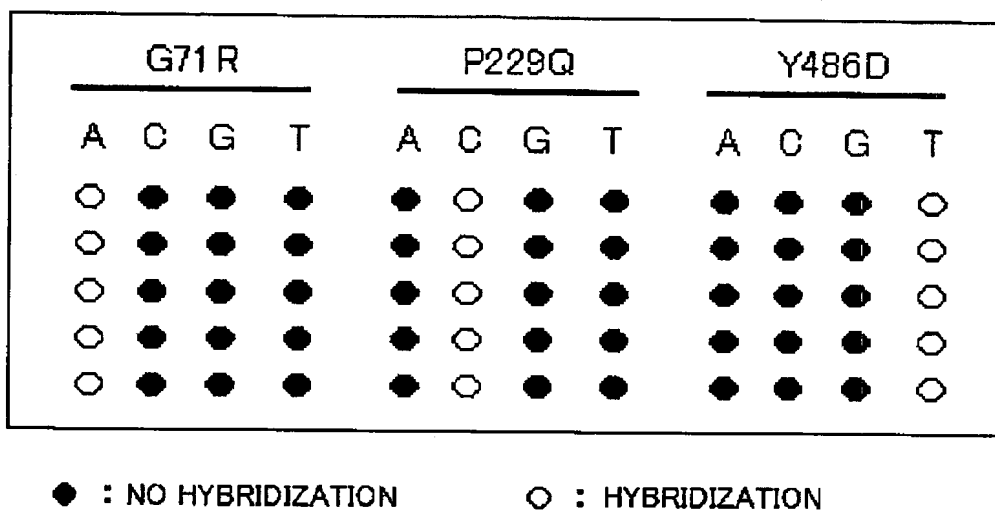 G71R P229Q Y486D
A C G T A C G T A C G T
: NO HYBRIDIZATION : HYBRIDIZATION